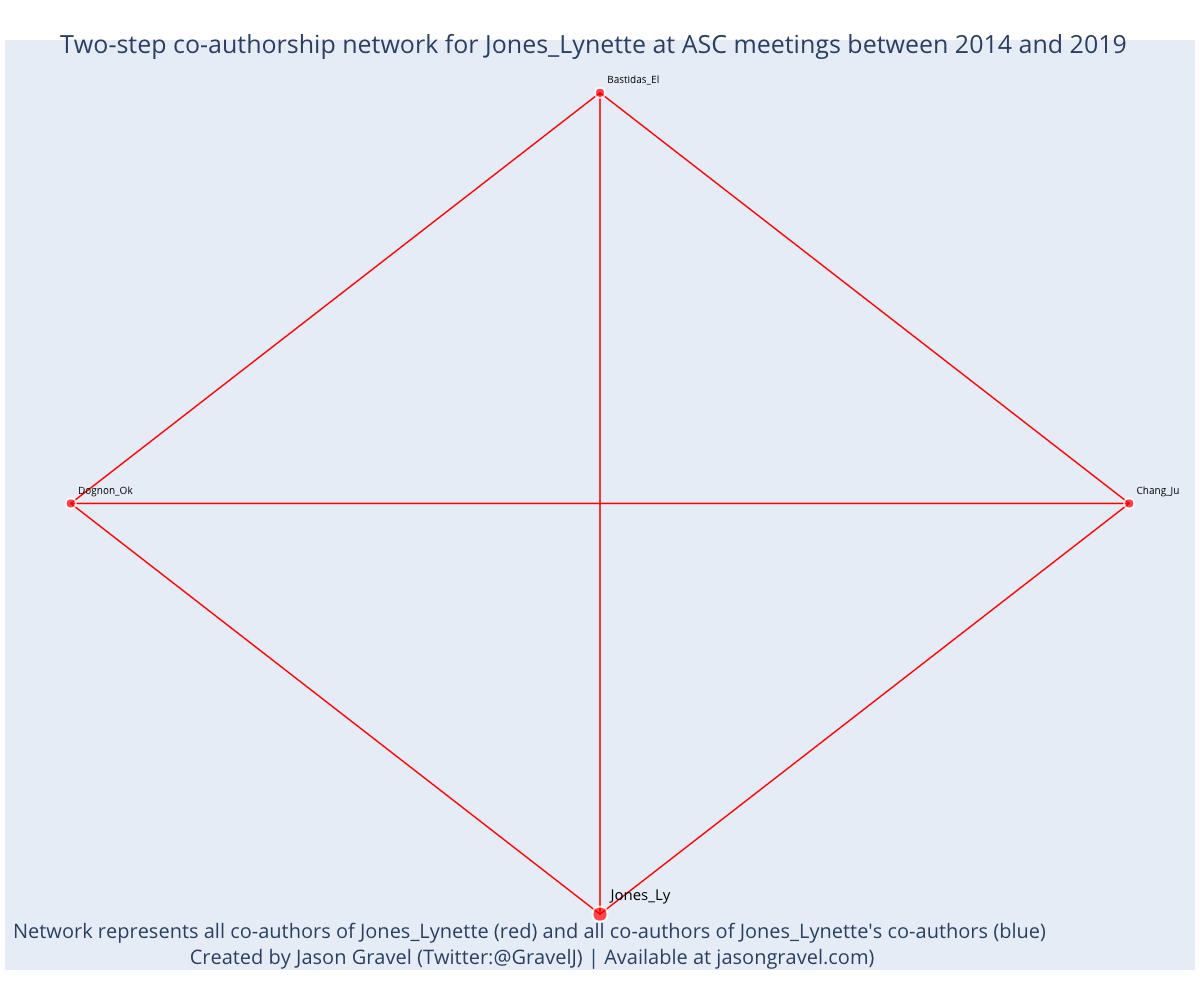 Two-step co-authorship network for Jones_Lynette at ASC meetings between 2014 and 2019
Bastidas_El
Dognon_Ok
Chang_Ju
Jones_Ly
Network represents all co-authors of Jones_Lynette (red) and all co-authors of Jones_Lynette's co-authors (blue)
Created by Jason Gravel (Twitter:@GravelJ) | Available at jasongravel.com)